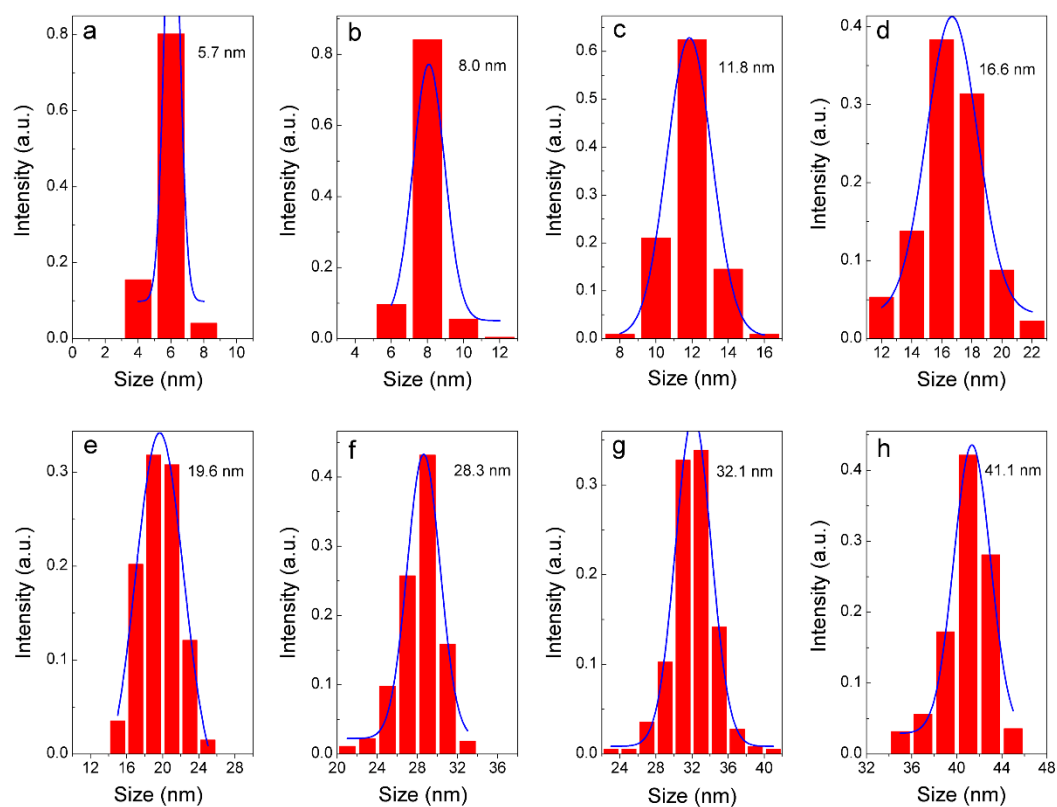 a
5.7 nm
0.8
0.6
0.4
0.2
0.0
0 2 4 6 8 10
Intensity (a.u.)
Size (nm)
b
8.0 nm
0.8
0.6
0.4
0.2
0.0
4 6 8 10 12
Intensity (a.u.)
Size (nm)
c
11.8 nm
0.6
0.5
0.4
0.3
0.2
0.1
0.0
8 10 12 14 16
Intensity (a.u.)
Size (nm)
d
16.6 nm
0.4
0.3
0.2
0.1
0.0
12 14 16 18 20 22
Intensity (a.u.)
Size (nm)
e
19.6 nm
0.3
0.2
0.1
0.0
12 16 20 24 28
Intensity (a.u.)
Size (nm)
f
28.3 nm
0.4
0.3
0.2
0.1
0.0
20 24 28 32 36
Intensity (a.u.)
Size (nm)
g
32.1 nm
0.3
0.2
0.1
0.0
24 28 32 36 40
Intensity (a.u.)
Size (nm)
h
41.1 nm
0.4
0.3
0.2
0.1
0.0
32 36 40 44 48
Intensity (a.u.)
Size (nm)